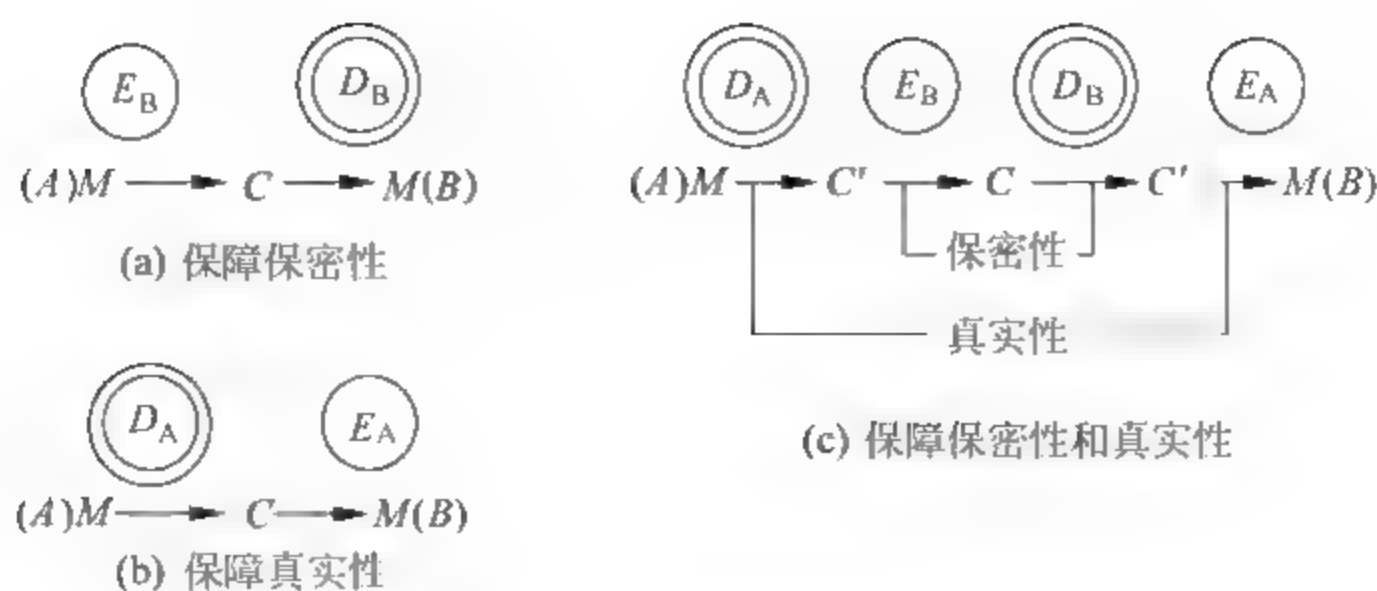 E_B D_B
(A)M → C → M(B)
(a) 保障保密性
D_A E_A
(A)M → C → M(B)
(b) 保障真实性
D_A E_B D_B E_A
(A)M → C' → C → C' → M(B)
保密性
真实性
(c) 保障保密性和真实性